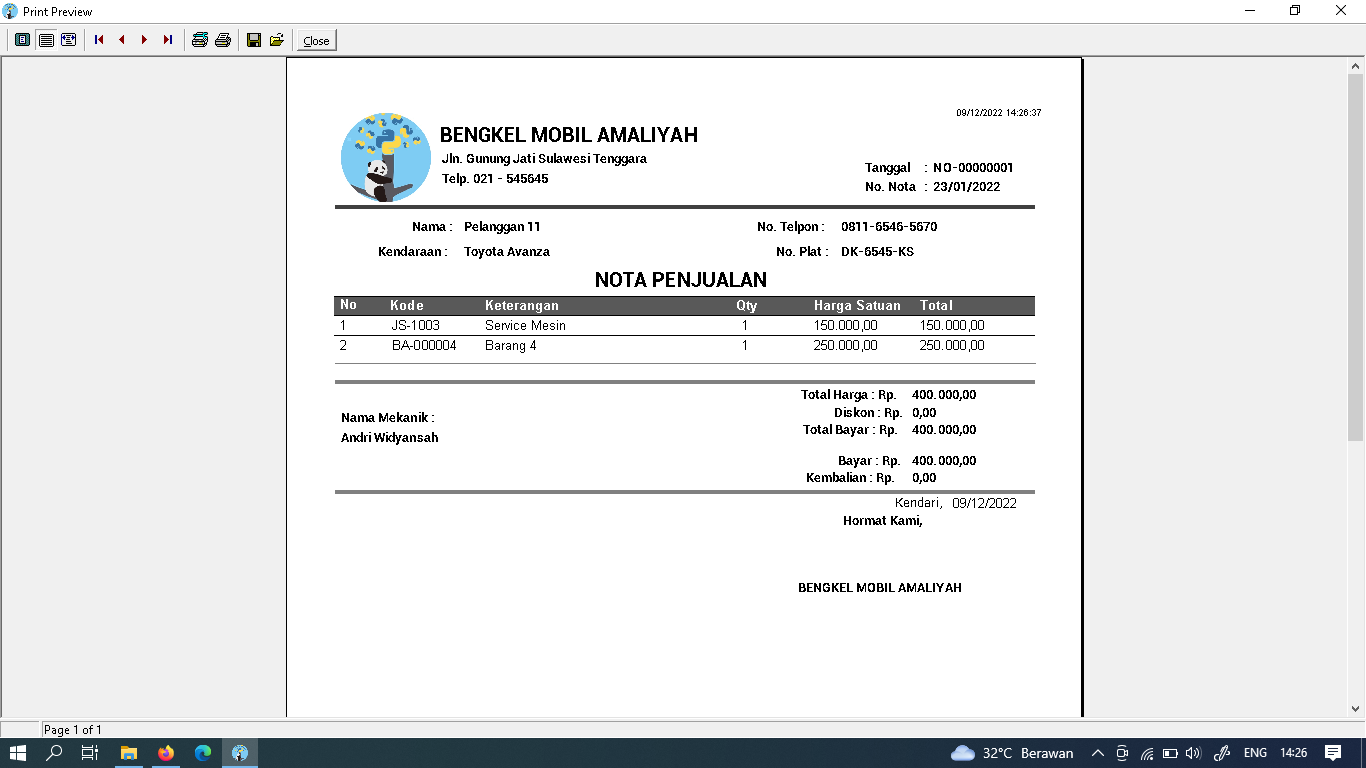 Print Preview
Close
09/12/2022 14:26:37
BENGKEL MOBIL AMALIYAH
Jln. Gunung Jati Sulawesi Tenggara
Telp. 021 - 545645
Tanggal : NO-00000001
No. Nota : 23/01/2022
Nama : Pelanggan 11 No. Telpon : 0811-6546-5670
Kendaraan : Toyota Avanza No. Plat : DK-6545-KS
NOTA PENJUALAN
No Kode Keterangan Qty Harga Satuan Total
1 JS-1003 Service Mesin 1 150.000,00 150.000,00
2 BA-000004 Barang 4 1 250.000,00 250.000,00
Total Harga : Rp. 400.000,00
Diskon : Rp. 0,00
Total Bayar : Rp. 400.000,00
Nama Mekanik :
Andri Widyansah
Bayar : Rp. 400.000,00
Kembalian : Rp. 0,00
Kendari, 09/12/2022
Hormat Kami,
BENGKEL MOBIL AMALIYAH
Page 1 of 1
32°C Berawan ENG 14:26